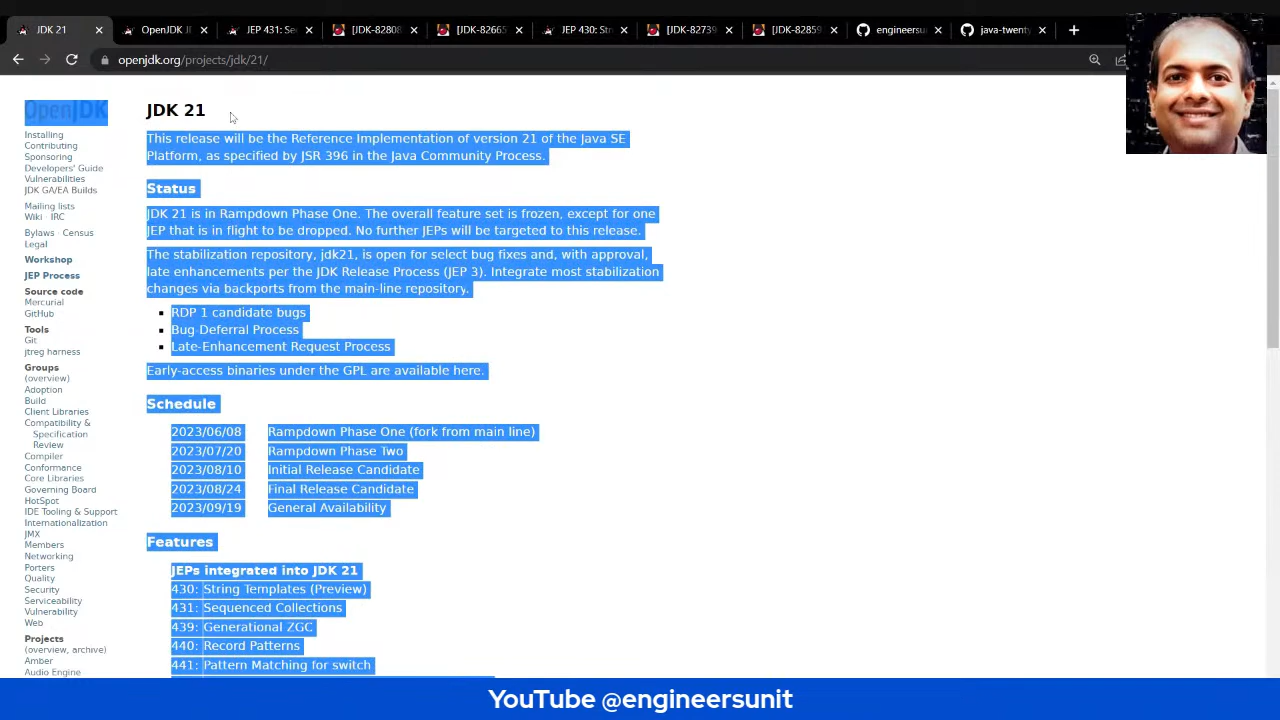 JDK 21
OpenJDK JE
JEP 431: Se
[JDK-82808
[JDK-82665
JEP 430: Str
[JDK-82739
[JDK-82859
engineersu
java-twenty
openjdk.org/projects/jdk/21/
OpenJDK
Installing
Contributing
Sponsoring
Developers' Guide
Vulnerabilities
JDK GA/EA Builds
Mailing lists
Wiki · IRC
Bylaws · Census
Legal
Workshop
JEP Process
Source code
Mercurial
GitHub
Tools
Git
jtreg harness
Groups
(overview)
Adoption
Build
Client Libraries
Compatibility &
Specification
Review
Compiler
Conformance
Core Libraries
Governing Board
HotSpot
IDE Tooling & Support
Internationalization
JMX
Members
Networking
Porters
Quality
Security
Serviceability
Vulnerability
Web
Projects
(overview, archive)
Amber
Audio Engine
JDK 21
This release will be the Reference Implementation of version 21 of the Java SE
Platform, as specified by JSR 396 in the Java Community Process.
Status
JDK 21 is in Rampdown Phase One. The overall feature set is frozen, except for one
JEP that is in flight to be dropped. No further JEPs will be targeted to this release.
The stabilization repository, jdk21, is open for select bug fixes and, with approval,
late enhancements per the JDK Release Process (JEP 3). Integrate most stabilization
changes via backports from the main-line repository.
RDP 1 candidate bugs
Bug-Deferral Process
Late-Enhancement Request Process
Early-access binaries under the GPL are available here.
Schedule
2023/06/08 Rampdown Phase One (fork from main line)
2023/07/20 Rampdown Phase Two
2023/08/10 Initial Release Candidate
2023/08/24 Final Release Candidate
2023/09/19 General Availability
Features
JEPs integrated into JDK 21
430: String Templates (Preview)
431: Sequenced Collections
439: Generational ZGC
440: Record Patterns
441: Pattern Matching for switch
YouTube @engineersunit